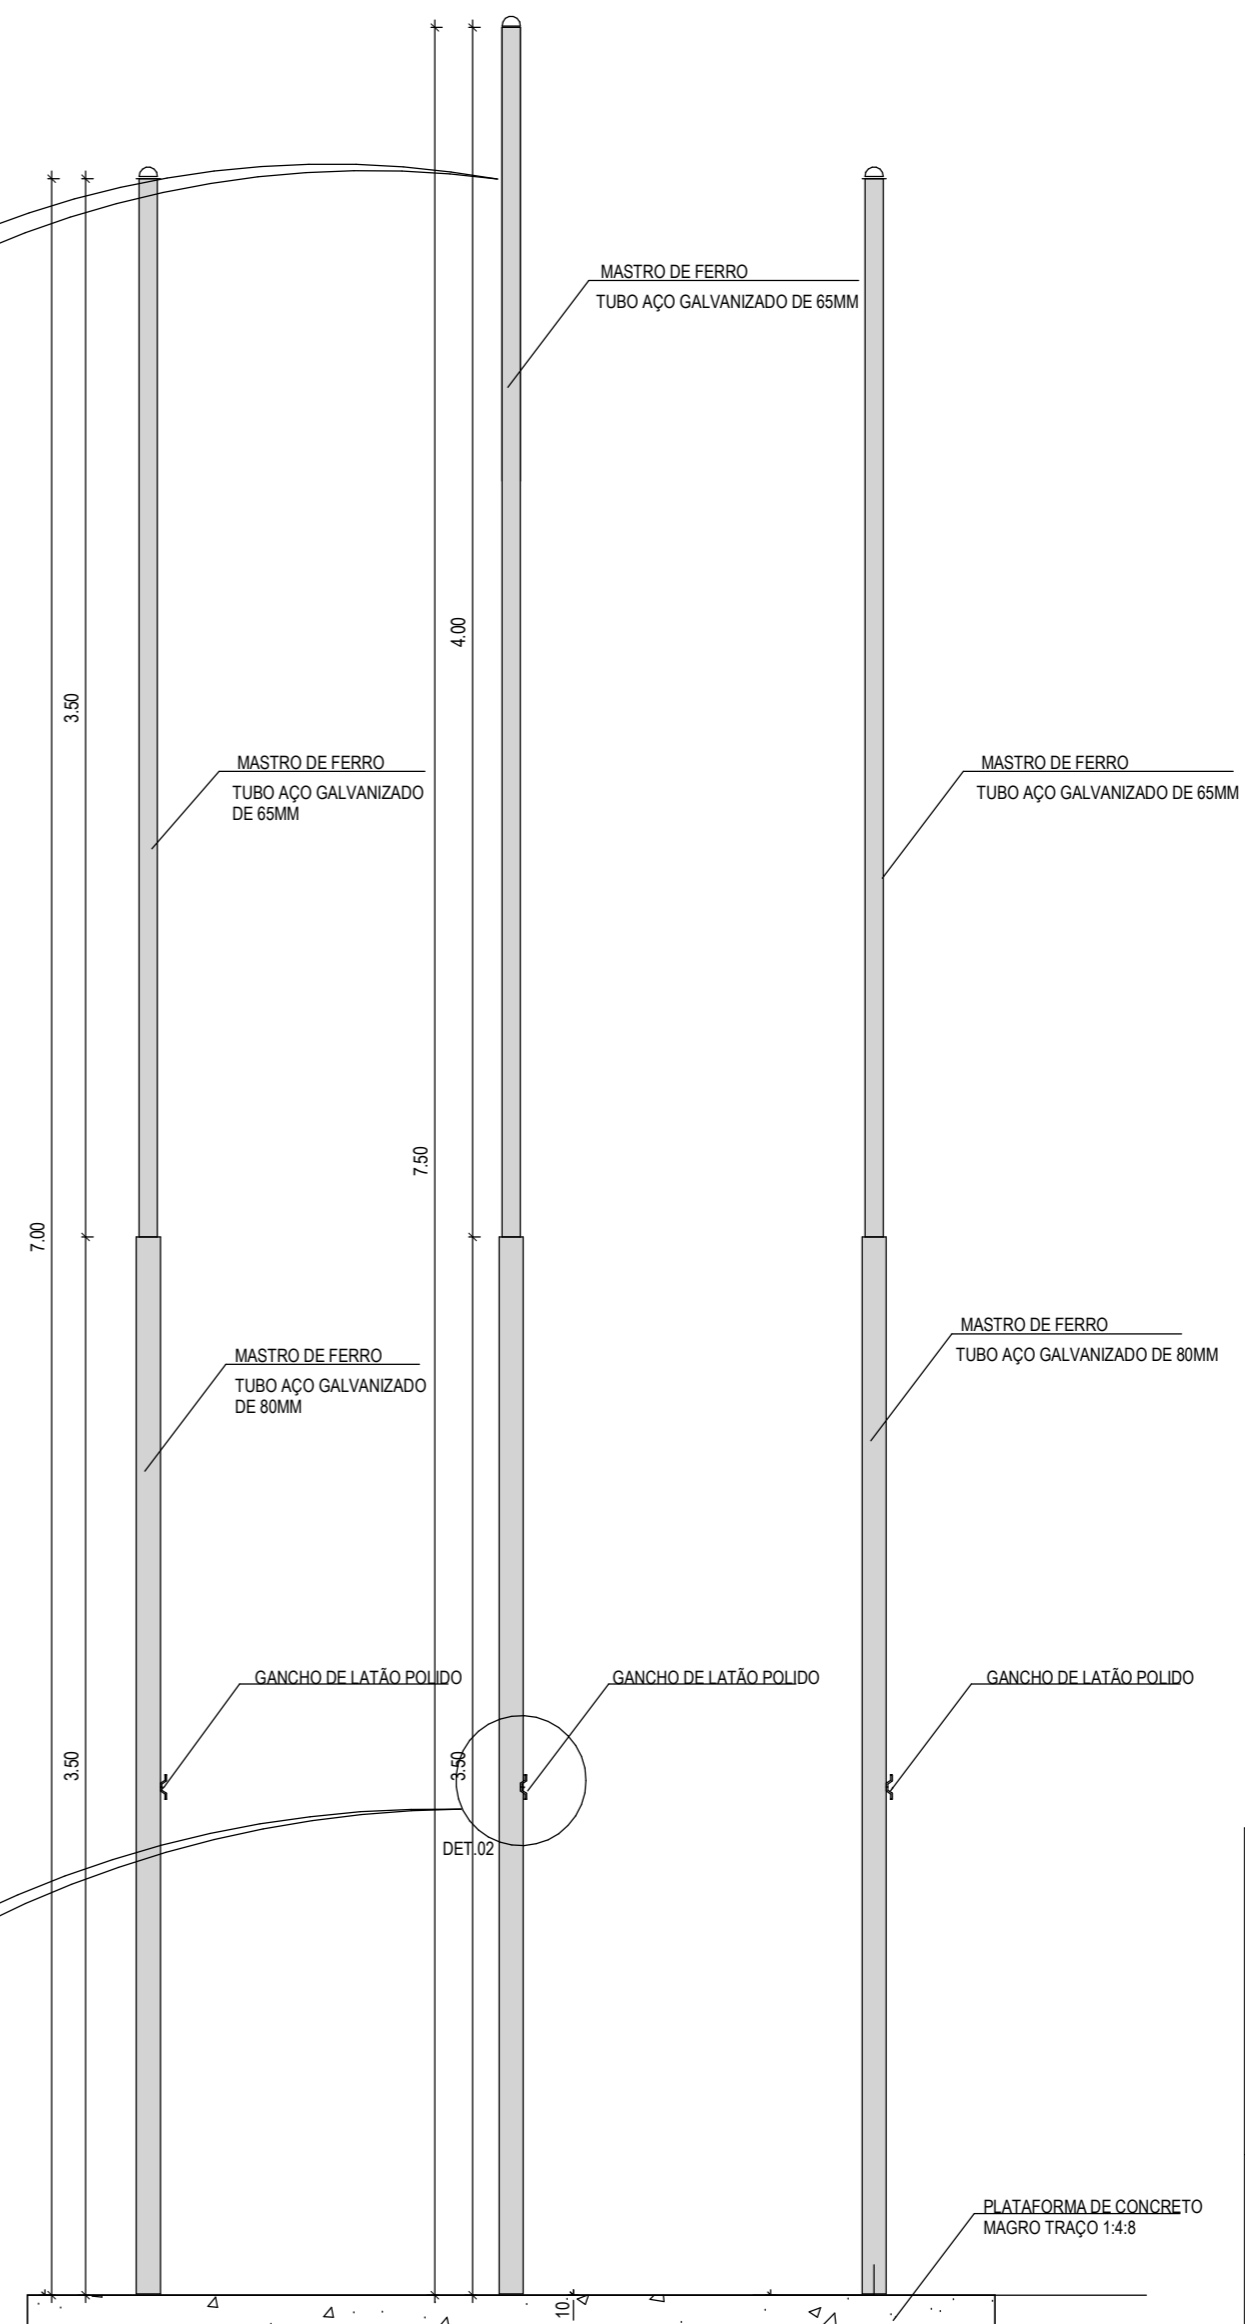 MASTRO DE FERRO
TUBO AÇO GALVANIZADO DE 65MM
4.00
3.50
MASTRO DE FERRO
TUBO AÇO GALVANIZADO
DE 65MM
MASTRO DE FERRO
TUBO AÇO GALVANIZADO DE 65MM
7.50
7.00
MASTRO DE FERRO
TUBO AÇO GALVANIZADO DE 80MM
MASTRO DE FERRO
TUBO AÇO GALVANIZADO
DE 80MM
GANCHO DE LATÃO POLIDO
GANCHO DE LATÃO POLIDO
GANCHO DE LATÃO POLIDO
3.50
3.50
DET.02
PLATAFORMA DE CONCRETO
MAGRO TRAÇO 1:4:8
.10